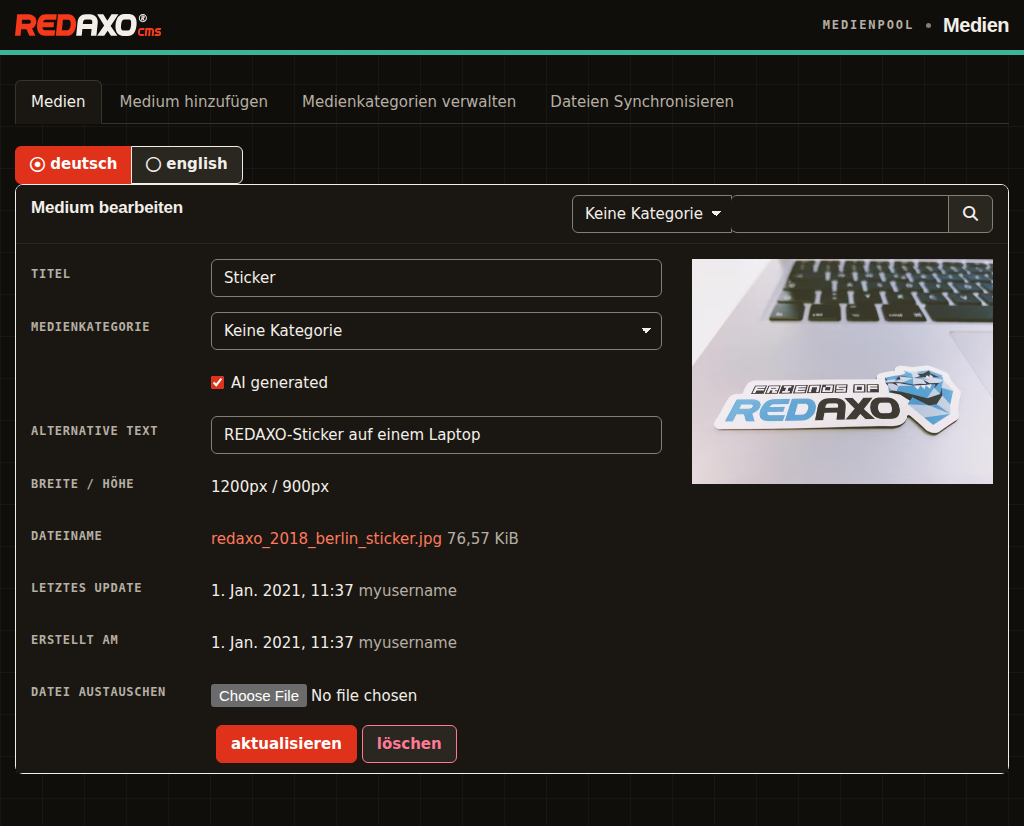 REDAXO® cms
MEDIENPOOL • Medien
Medien Medium hinzufügen Medienkategorien verwalten Dateien Synchronisieren
deutsch english
Medium bearbeiten Keine Kategorie
TITEL Sticker
MEDIENKATEGORIE Keine Kategorie
AI generated
ALTERNATIVE TEXT REDAXO-Sticker auf einem Laptop
FRIENDS OF
REDAXO
BREITE / HÖHE 1200px / 900px
DATEINAME redaxo_2018_berlin_sticker.jpg 76,57 KiB
LETZTES UPDATE 1. Jan. 2021, 11:37 myusername
ERSTELLT AM 1. Jan. 2021, 11:37 myusername
DATEI AUSTAUSCHEN Choose File No file chosen
aktualisieren löschen